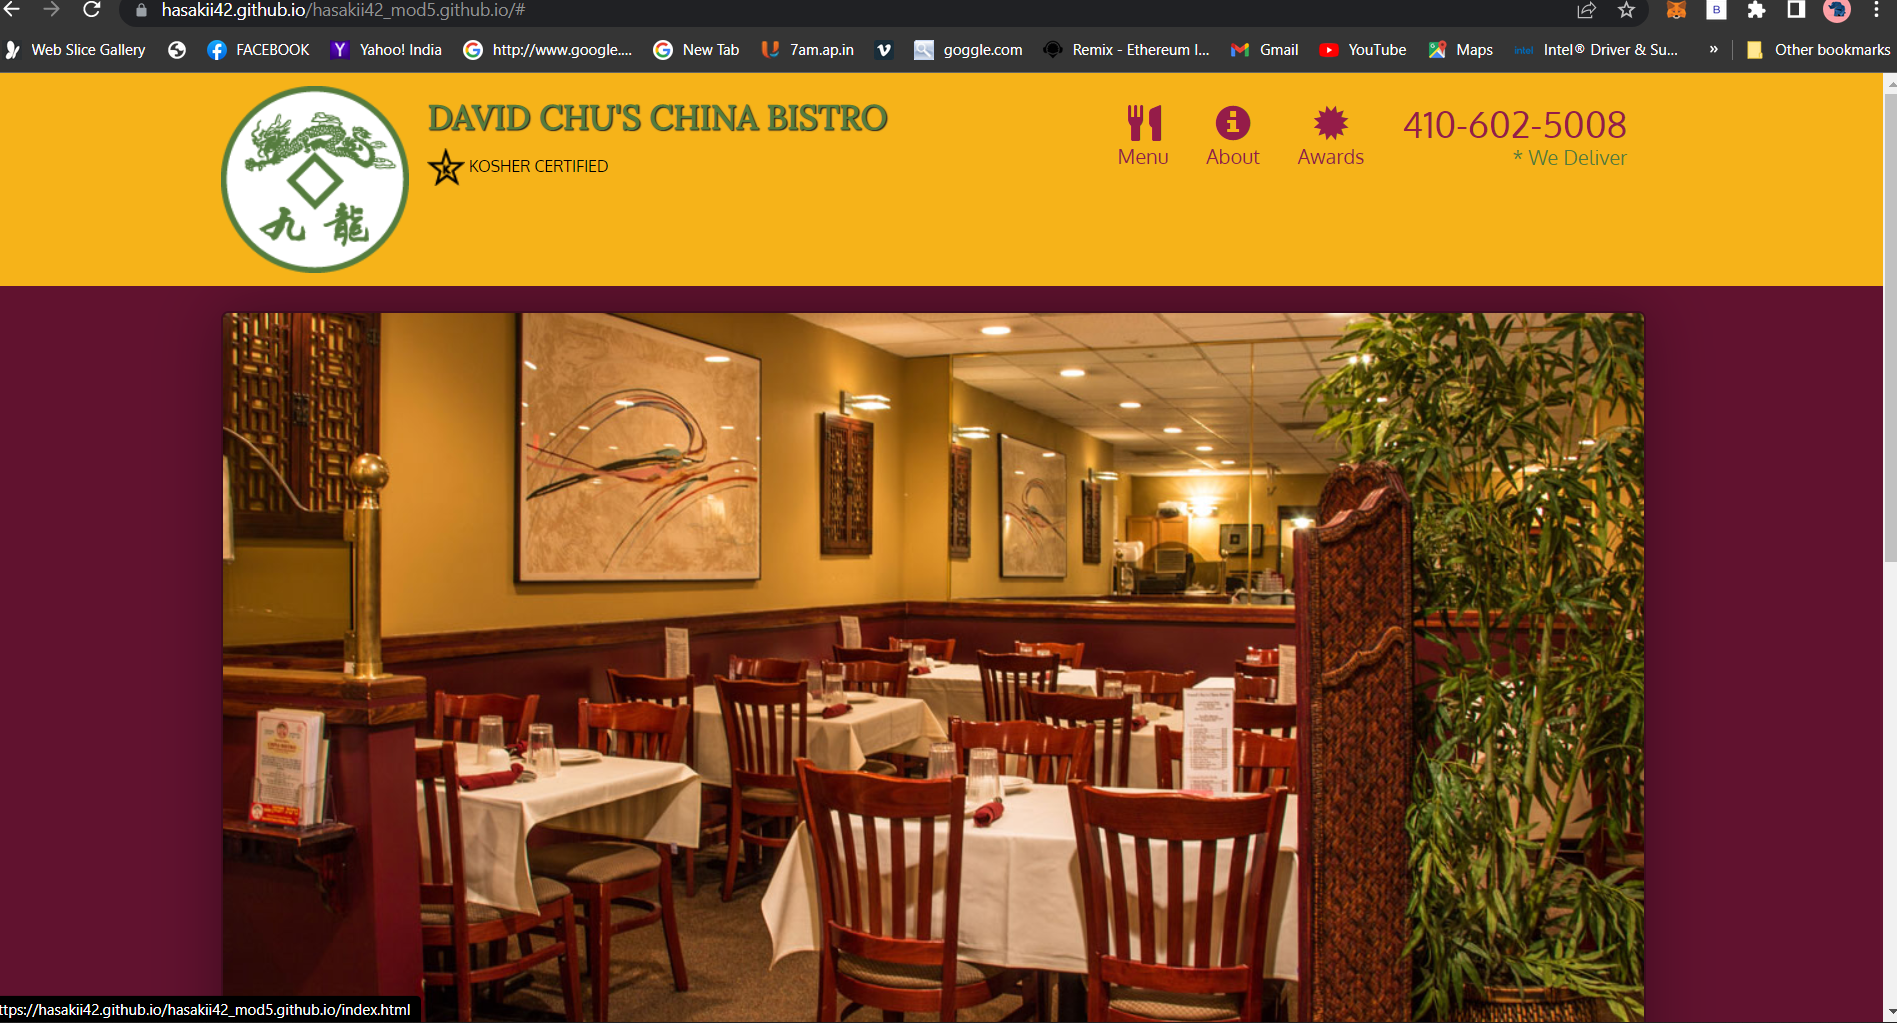 hasakii42.github.io/hasakii42_mod5.github.io/#
Web Slice Gallery
FACEBOOK
Yahoo! India
http://www.google....
New Tab
7am.ap.in
goggle.com
Remix - Ethereum I...
Gmail
YouTube
Maps
intel
Intel® Driver & Su...
»
Other bookmarks
DAVID CHU'S CHINA BISTRO
K
KOSHER CERTIFIED
九 龍
Menu
About
Awards
410-602-5008
* We Deliver
CHINA BISTRO
ttps://hasakii42.github.io/hasakii42_mod5.github.io/index.html